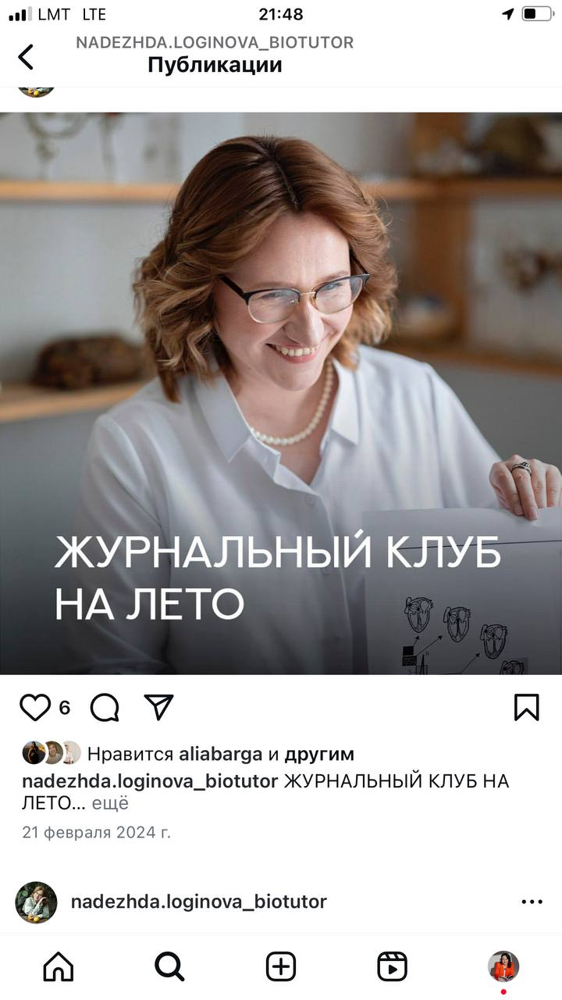 LMT LTE
21:48
NADEZHDA.LOGINOVA_BIOTUTOR
Публикации
ЖУРНАЛЬНЫЙ КЛУБ
НА ЛЕТО
6
Нравится aliabarga и другим
nadezhda.loginova_biotutor ЖУРНАЛЬНЫЙ КЛУБ НА
ЛЕТО... ещё
21 февраля 2024 г.
nadezhda.loginova_biotutor